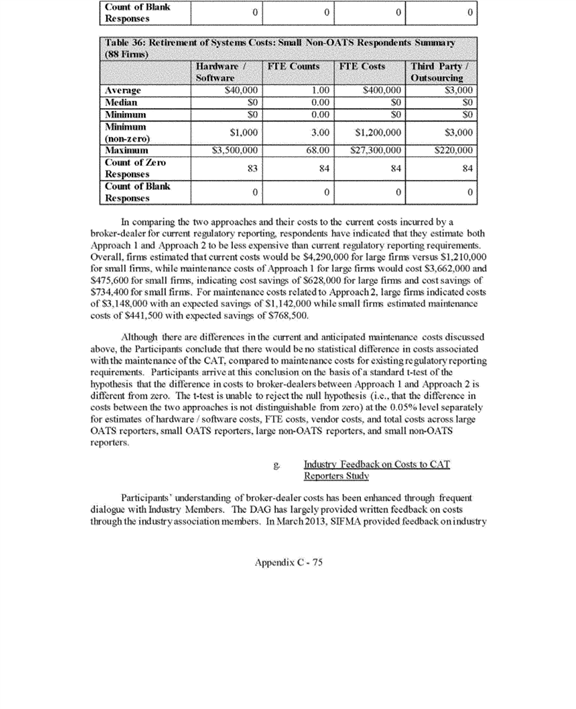 Count of Blank
Responses 0 0 0 0
Table 36: Retirement of Systems Costs: Small Non-OATS Respondents Summary
(88 Firms)
Hardware / Software FTE Counts FTE Costs Third Party / Outsourcing
Average $40,000 1.00 $400,000 $3,000
Median $0 0.00 $0 $0
Minimum $0 0.00 $0 $0
Minimum
(non-zero) $1,000 3.00 $1,200,000 $3,000
Maximum $3,500,000 68.00 $27,300,000 $220,000
Count of Zero
Responses 83 84 84 84
Count of Blank
Responses 0 0 0 0
In comparing the two approaches and their costs to the current costs incurred by a
broker-dealer for current regulatory reporting, respondents have indicated that they estimate both
Approach 1 and Approach 2 to be less expensive than current regulatory reporting requirements.
Overall, firms estimated that current costs would be $4,290,000 for large firms versus $1,210,000
for small firms, while maintenance costs of Approach 1 for large firms would cost $3,662,000 and
$475,600 for small firms, indicating cost savings of $628,000 for large firms and cost savings of
$734,400 for small firms. For maintenance costs related to Approach 2, large firms indicated costs
of $3,148,000 with an expected savings of $1,142,000 while small firms estimated maintenance
costs of $441,500 with expected savings of $768,500.
Although there are differences in the current and anticipated maintenance costs discussed
above, the Participants conclude that there would be no statistical difference in costs associated
with the maintenance of the CAT, compared to maintenance costs for existing regulatory reporting
requirements. Participants arrive at this conclusion on the basis of a standard t-test of the
hypothesis that the difference in costs to broker-dealers between Approach 1 and Approach 2 is
different from zero. The t-test is unable to reject the null hypothesis (i.e., that the difference in
costs between the two approaches is not distinguishable from zero) at the 0.05% level separately
for estimates of hardware / software costs, FTE costs, vendor costs, and total costs across large
OATS reporters, small OATS reporters, large non-OATS reporters, and small non-OATS
reporters.
g. Industry Feedback on Costs to CAT
Reporters Study
Participants’ understanding of broker-dealer costs has been enhanced through frequent
dialogue with Industry Members. The DAG has largely provided written feedback on costs
through the industry association members. In March 2013, SIFMA provided feedback on industry
Appendix C - 75